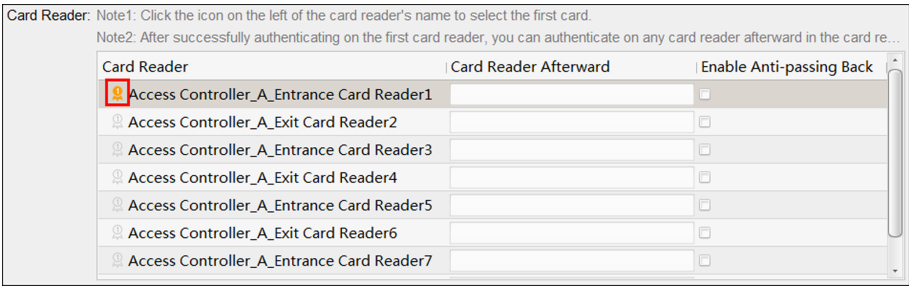 Card Reader: Note1: Click the icon on the left of the card reader's name to select the first card.
Note2: After successfully authenticating on the first card reader, you can authenticate on any card reader afterward in the card re...
Card Reader Card Reader Afterward Enable Anti-passing Back
Access Controller_A_Entrance Card Reader1
Access Controller_A_Exit Card Reader2
Access Controller_A_Entrance Card Reader3
Access Controller_A_Exit Card Reader4
Access Controller_A_Entrance Card Reader5
Access Controller_A_Exit Card Reader6
Access Controller_A_Entrance Card Reader7